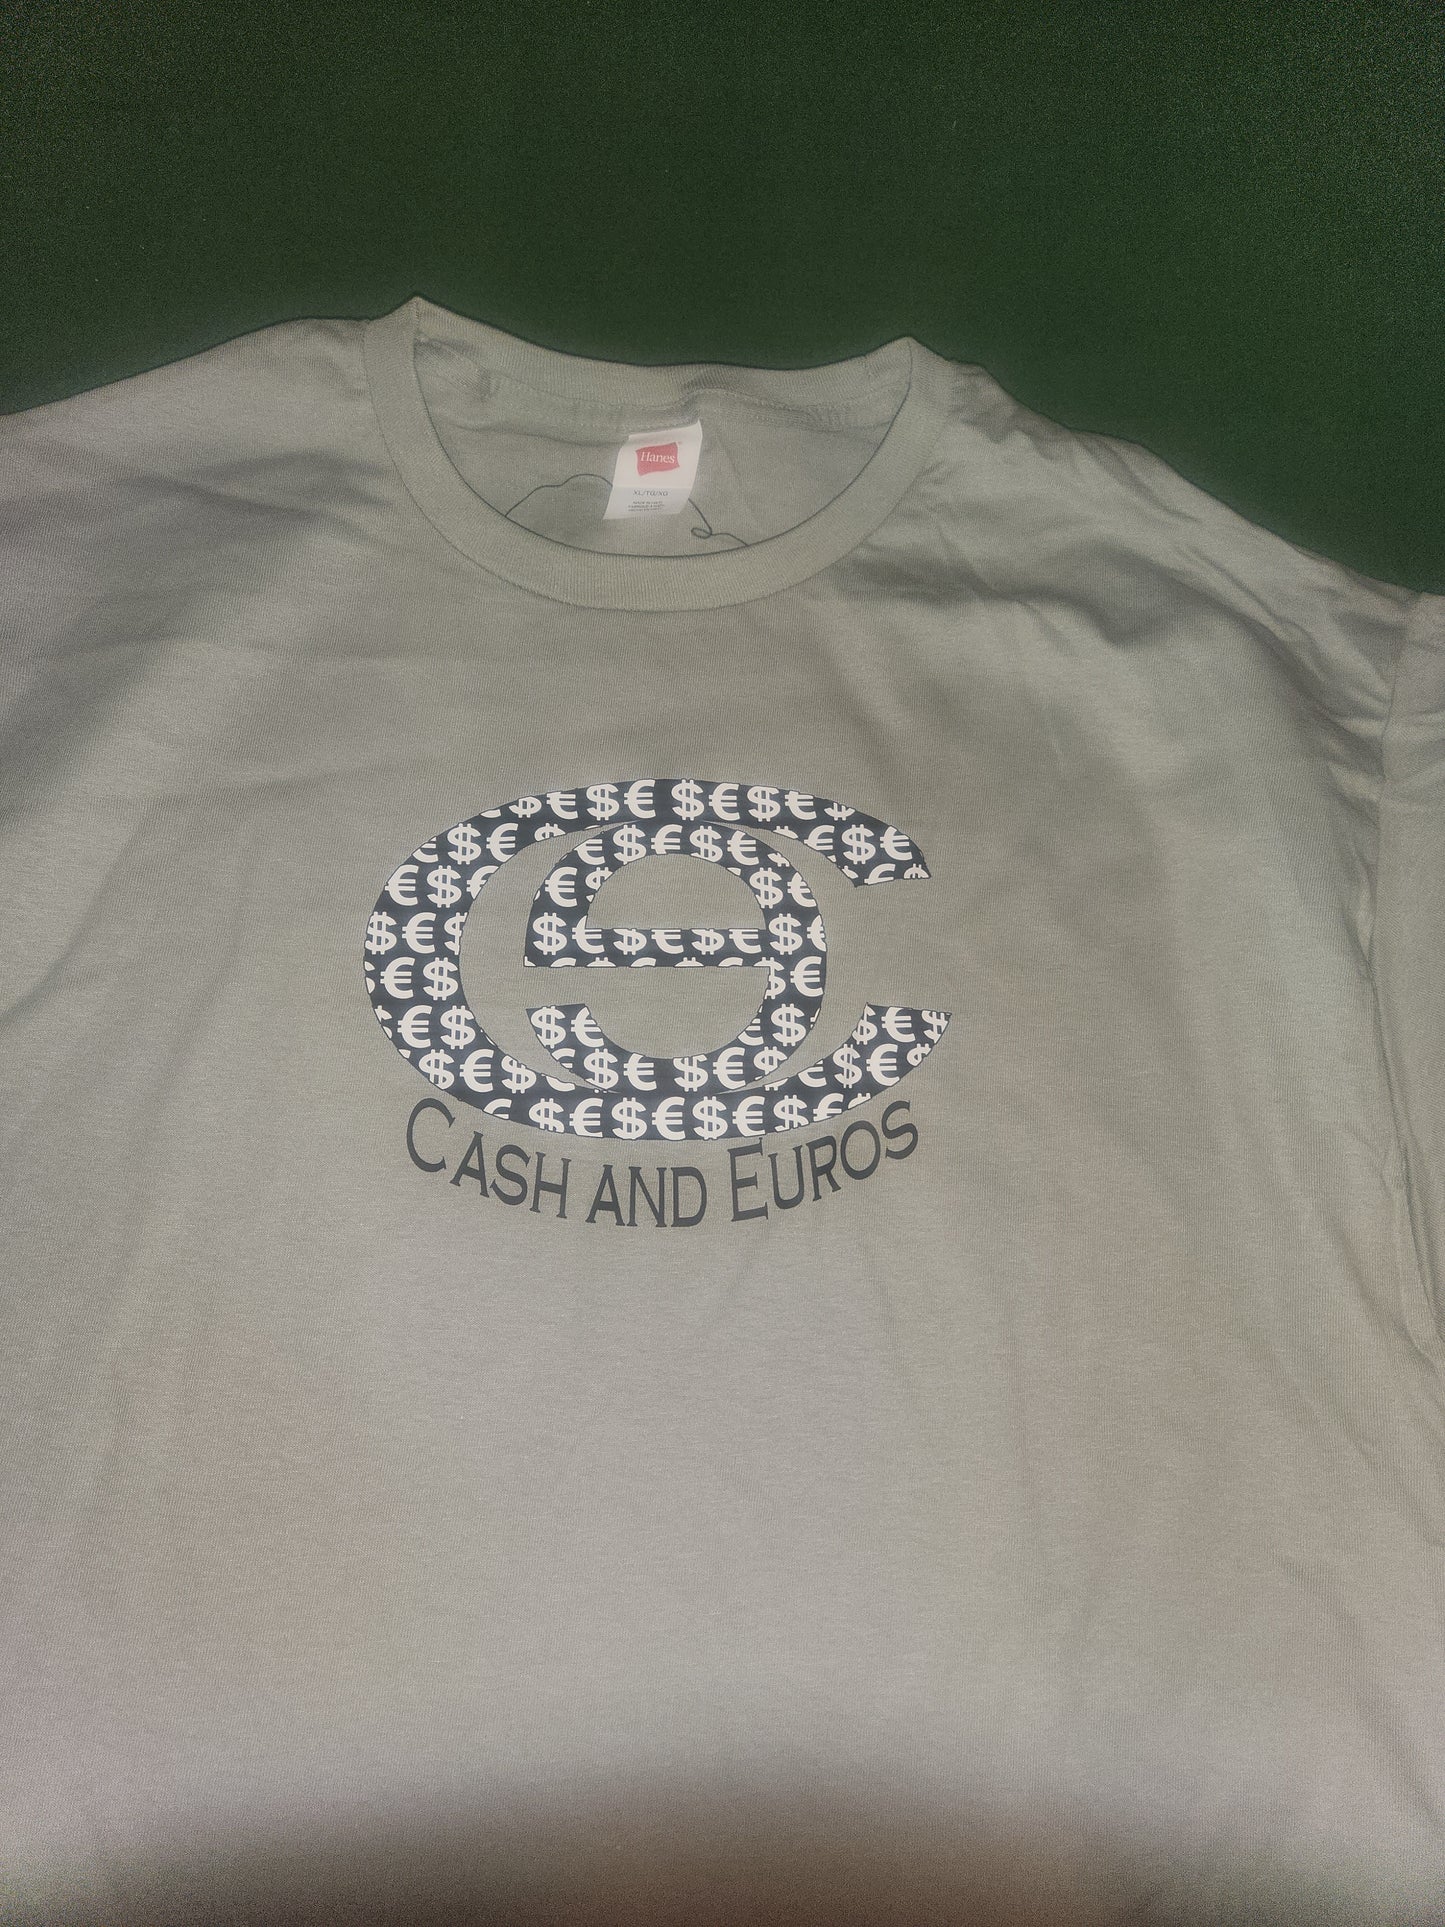 Hanes
XL/TG/XG
CASH AND EUROS